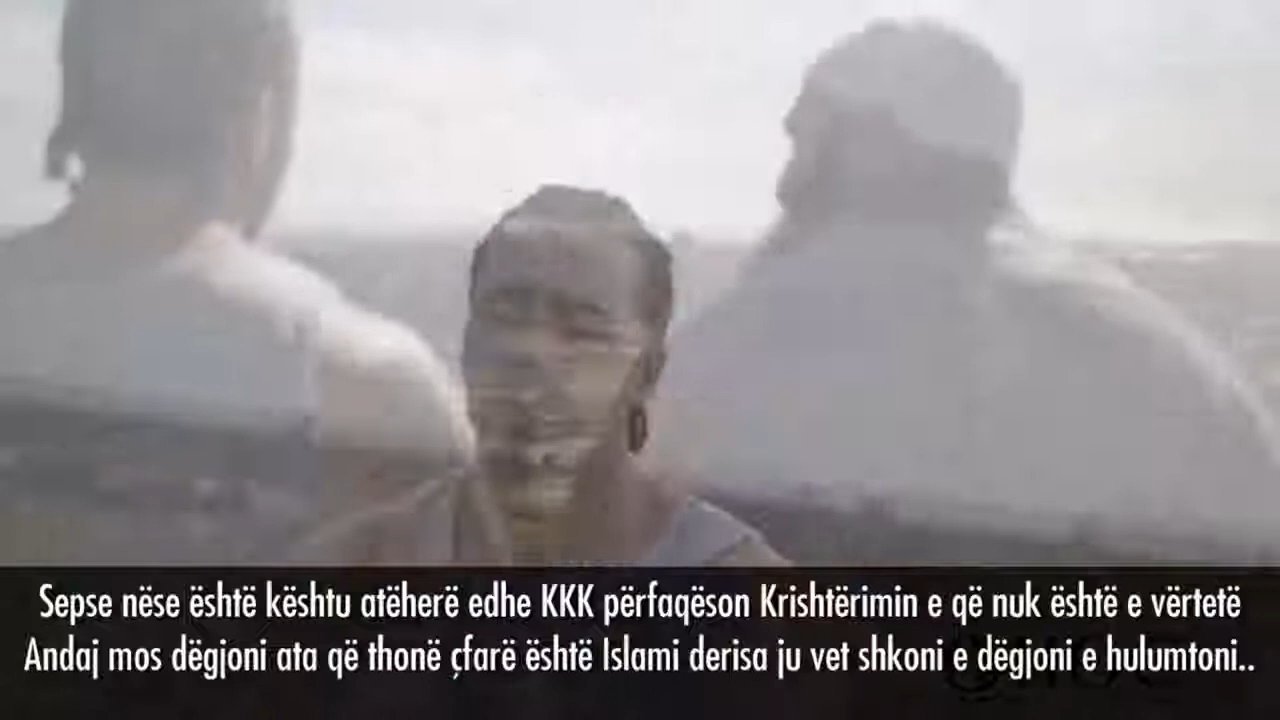 Sepse nëse është kështu atëherë edhe KKK përfaqëson Krishtërimin e që nuk është e vërtetë
Andaj mos dëgjoni ata që thonë çfarë është Islami derisa ju vet shkoni e dëgjoni e hulumtoni..